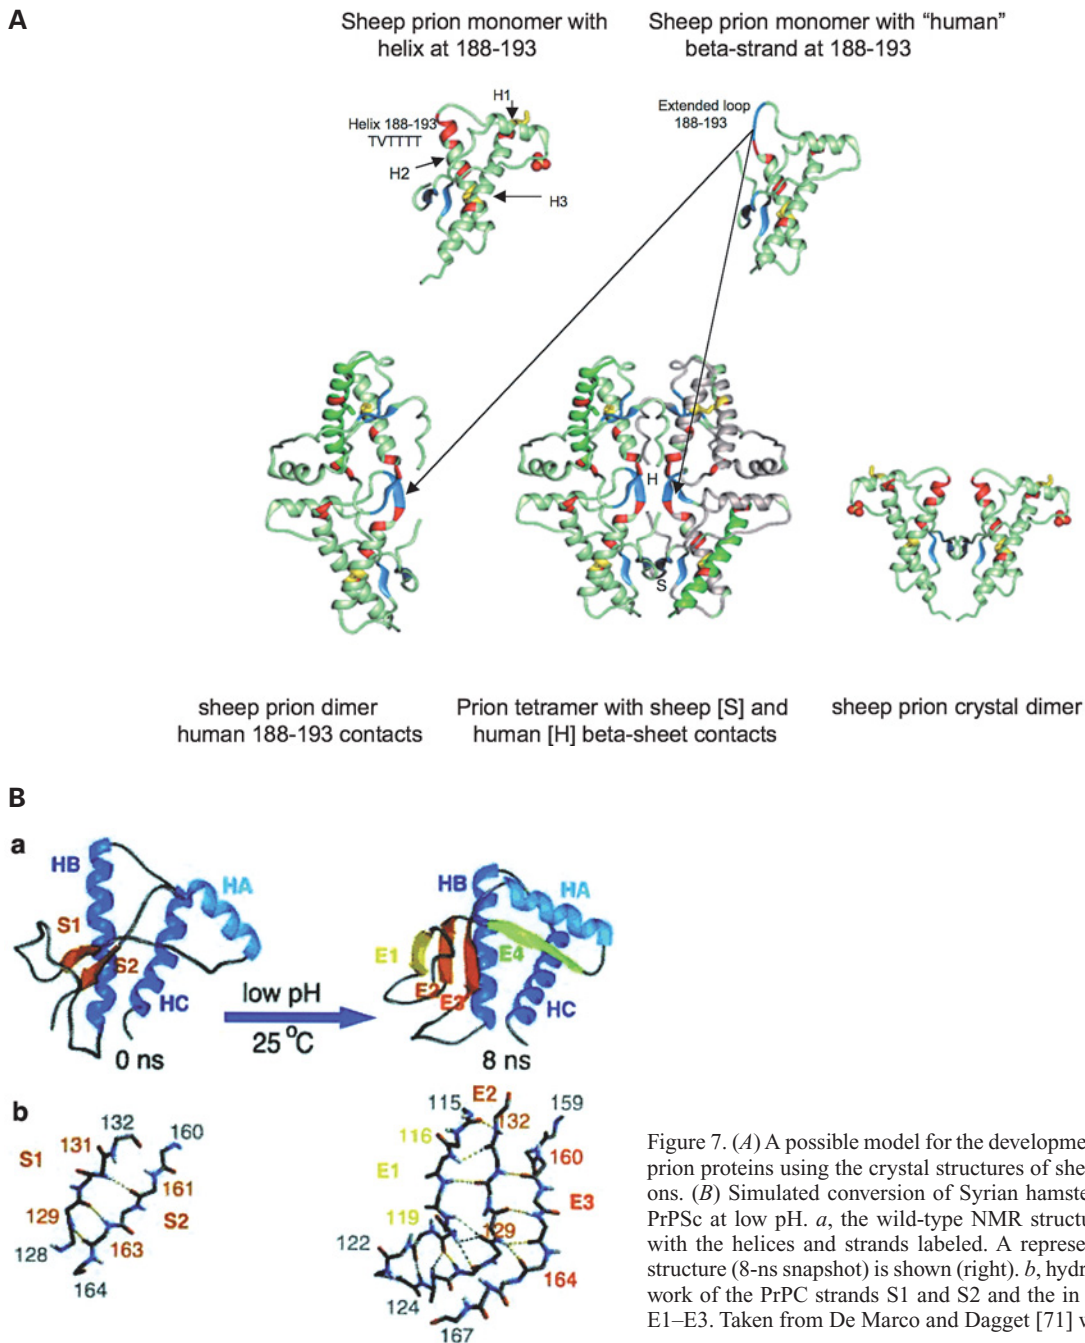 A
Sheep prion monomer with
helix at 188-193
Sheep prion monomer with “human”
beta-strand at 188-193
H1
Helix 188-193
TVTTTT
H2
H3
Extended loop
188-193
H
S
sheep prion dimer
human 188-193 contacts
Prion tetramer with sheep [S] and
human [H] beta-sheet contacts
sheep prion crystal dimer
B
a
HB
HA
S1
S2
HC
0 ns
low pH
25 °C
HB
HA
E1
E4
E2
E3
HC
8 ns
b
132
160
131
S1
161
129
S2
128
163
164
E2
115
159
132
116
160
E1
E3
119
129
122
164
124
167
Figure 7. (A) A possible model for the developme
prion proteins using the crystal structures of shee
ons. (B) Simulated conversion of Syrian hamste
PrPSc at low pH. a, the wild-type NMR structu
with the helices and strands labeled. A represe
structure (8-ns snapshot) is shown (right). b, hydr
work of the PrPC strands S1 and S2 and the in
E1–E3. Taken from De Marco and Dagget [71] v